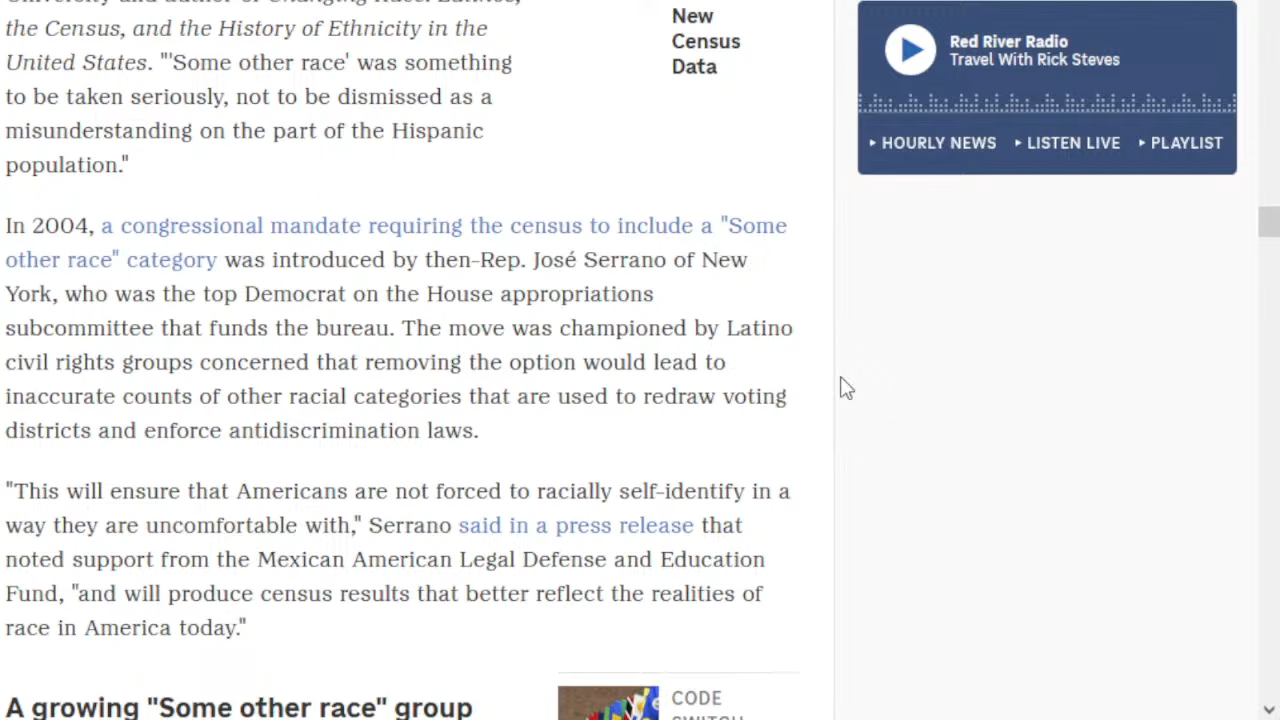 the Census, and the History of Ethnicity in the
United States. "'Some other race' was something
to be taken seriously, not to be dismissed as a
misunderstanding on the part of the Hispanic
population."
New
Census
Data
In 2004, a congressional mandate requiring the census to include a "Some
other race" category was introduced by then-Rep. José Serrano of New
York, who was the top Democrat on the House appropriations
subcommittee that funds the bureau. The move was championed by Latino
civil rights groups concerned that removing the option would lead to
inaccurate counts of other racial categories that are used to redraw voting
districts and enforce antidiscrimination laws.
"This will ensure that Americans are not forced to racially self-identify in a
way they are uncomfortable with," Serrano said in a press release that
noted support from the Mexican American Legal Defense and Education
Fund, "and will produce census results that better reflect the realities of
race in America today."
A growing "Some other race" group
CODE
SWITCH
Red River Radio
Travel With Rick Steves
HOURLY NEWS LISTEN LIVE PLAYLIST